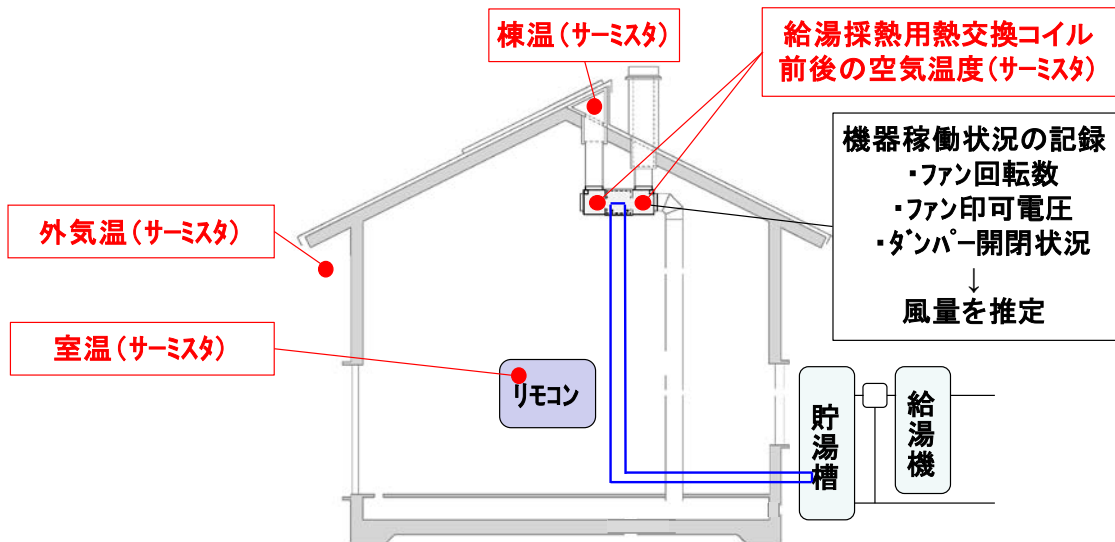 棟温(サーミスタ)
給湯採熱用熱交換コイル
前後の空気温度(サーミスタ)
機器稼働状況の記録
・ファン回転数
・ファン印可電圧
・ダンパー開閉状況
↓
風量を推定
外気温(サーミスタ)
室温(サーミスタ)
リモコン
貯湯槽
給湯機